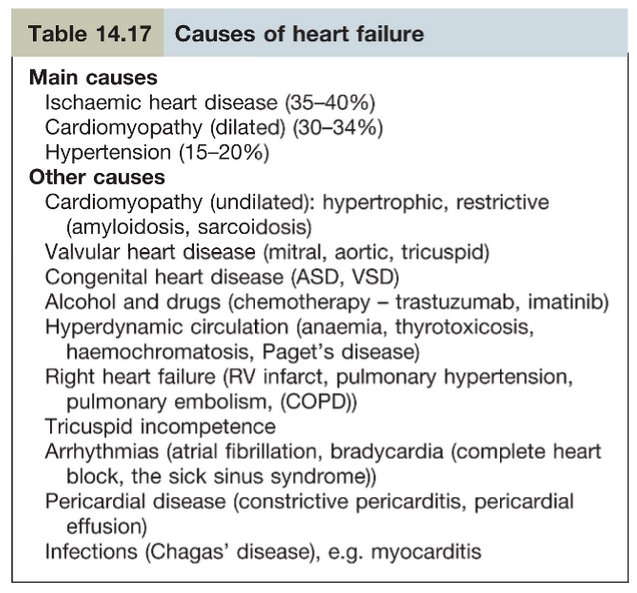 Table 14.17 Causes of heart failure
Main causes
Ischaemic heart disease (35–40%)
Cardiomyopathy (dilated) (30–34%)
Hypertension (15–20%)
Other causes
Cardiomyopathy (undilated): hypertrophic, restrictive
(amyloidosis, sarcoidosis)
Valvular heart disease (mitral, aortic, tricuspid)
Congenital heart disease (ASD, VSD)
Alcohol and drugs (chemotherapy – trastuzumab, imatinib)
Hyperdynamic circulation (anaemia, thyrotoxicosis,
haemochromatosis, Paget's disease)
Right heart failure (RV infarct, pulmonary hypertension,
pulmonary embolism, (COPD))
Tricuspid incompetence
Arrhythmias (atrial fibrillation, bradycardia (complete heart
block, the sick sinus syndrome))
Pericardial disease (constrictive pericarditis, pericardial
effusion)
Infections (Chagas' disease), e.g. myocarditis